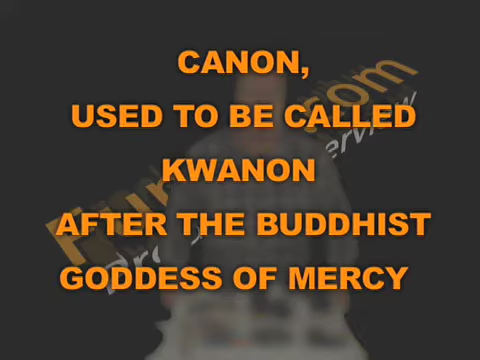 CANON,
USED TO BE CALLED
KWANON
AFTER THE BUDDHIST
GODDESS OF MERCY